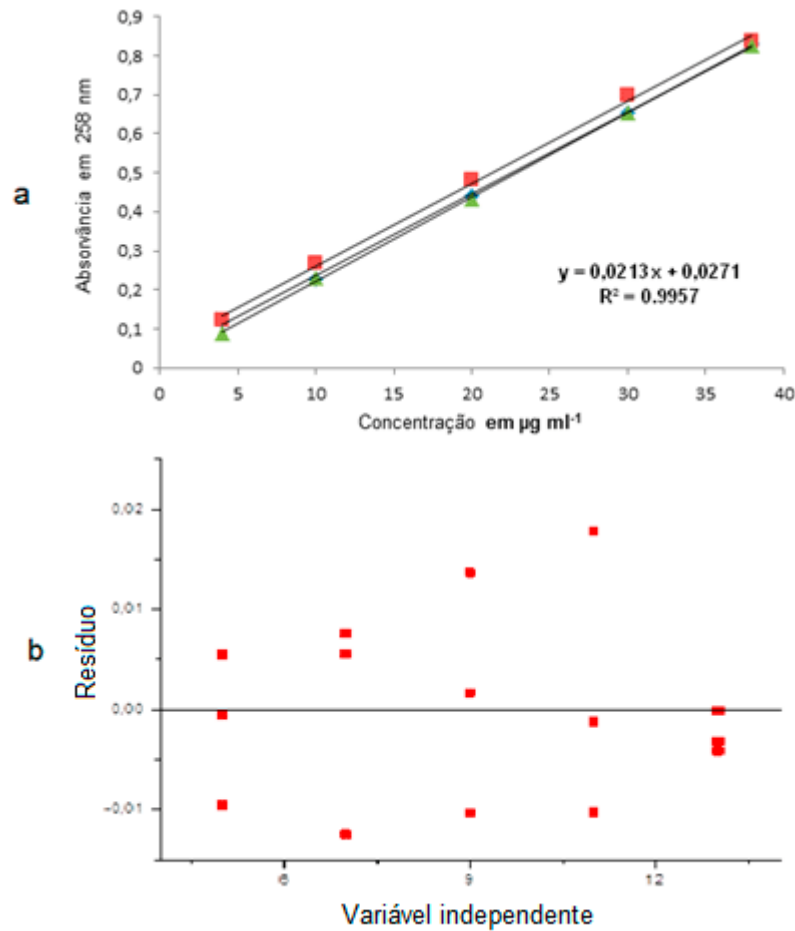 a
Absorvância em 258 nm
0,9
0,8
0,7
0,6
0,5
0,4
0,3
0,2
0,1
0
y = 0,0213x + 0,0271
R² = 0.9957
0 5 10 15 20 25 30 35 40
Concentração em µg ml⁻¹
b
Resíduo
0,02
0,01
0,00
−0,01
6 9 12
Variável independente